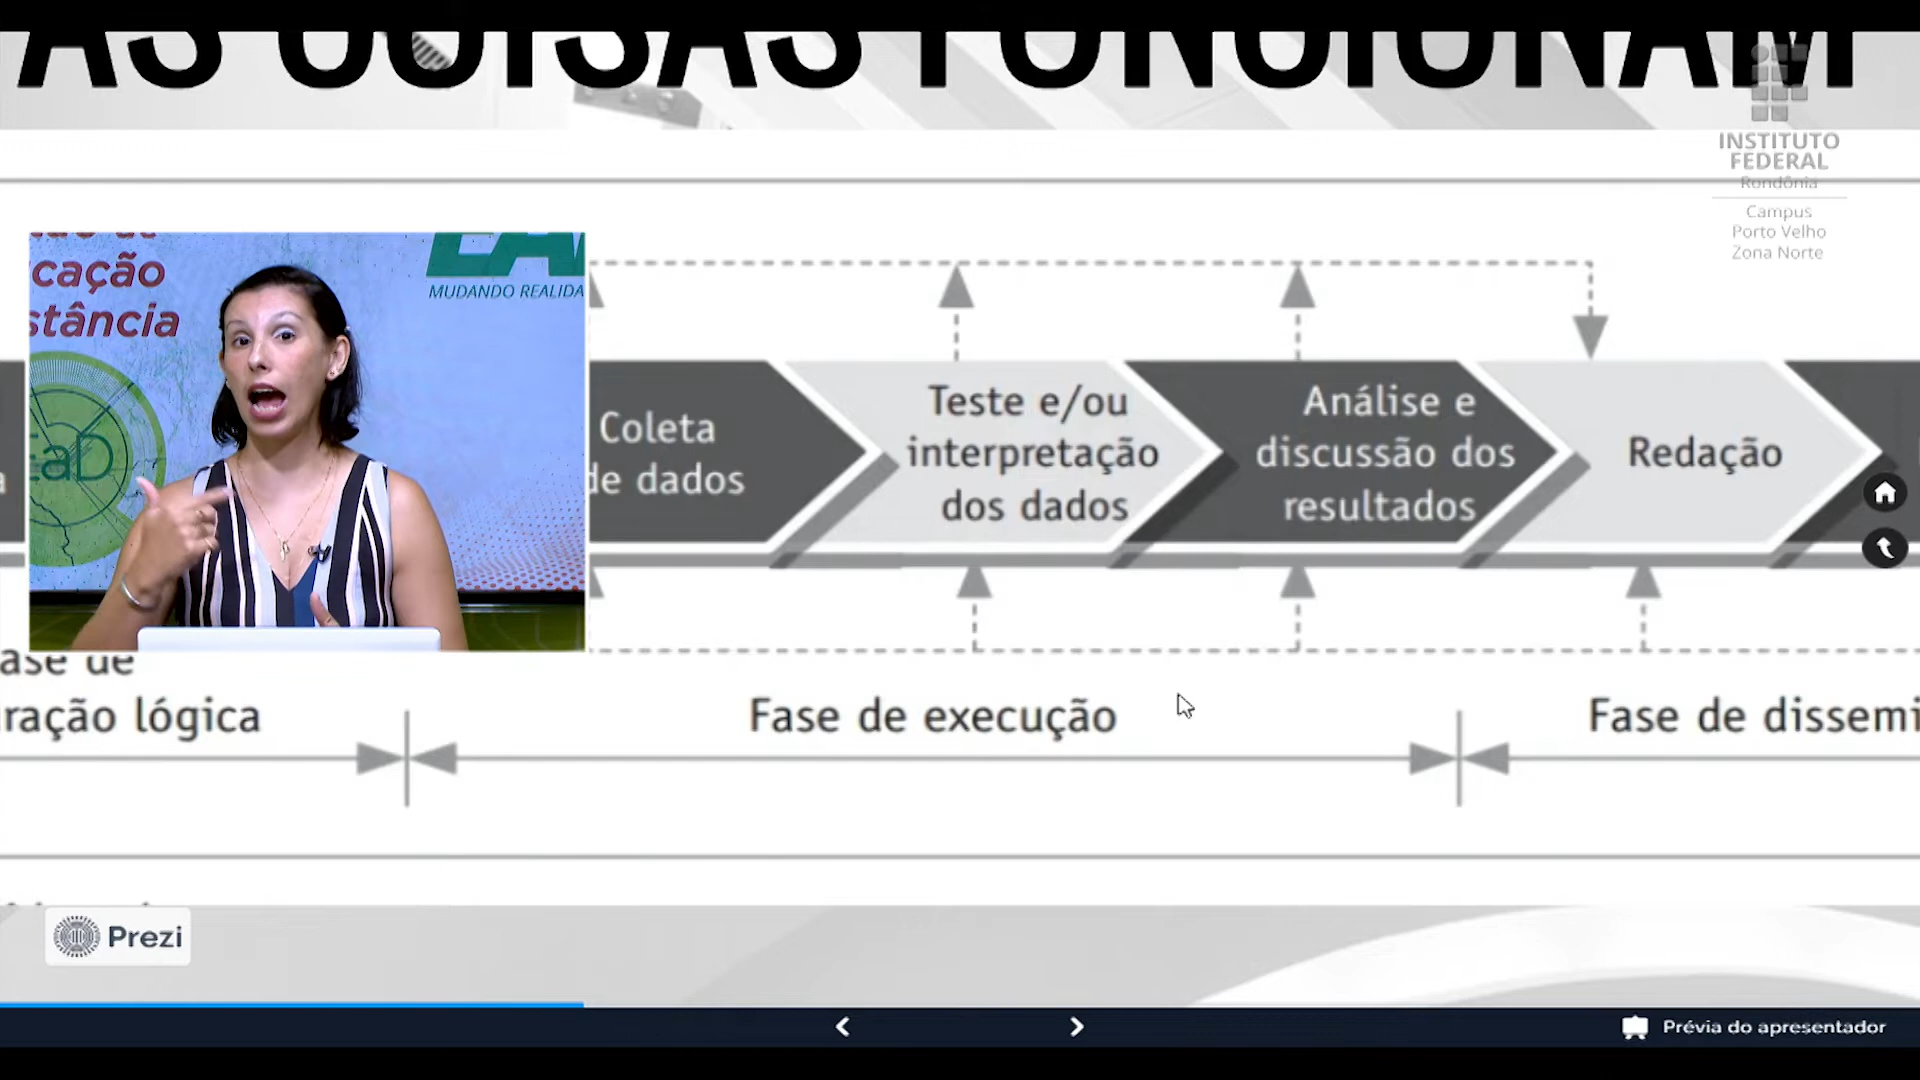 AS COISAS FUNCIONAM
INSTITUTO
FEDERAL
Rondônia
Campus
Porto Velho
Zona Norte
cação
stância
EaD
MUDANDO REALIDA
Coleta
de dados
Teste e/ou
interpretação
dos dados
Análise e
discussão dos
resultados
Redação
ase de
ração lógica
Fase de execução
Fase de dissemi
Prezi
Prévia do apresentador